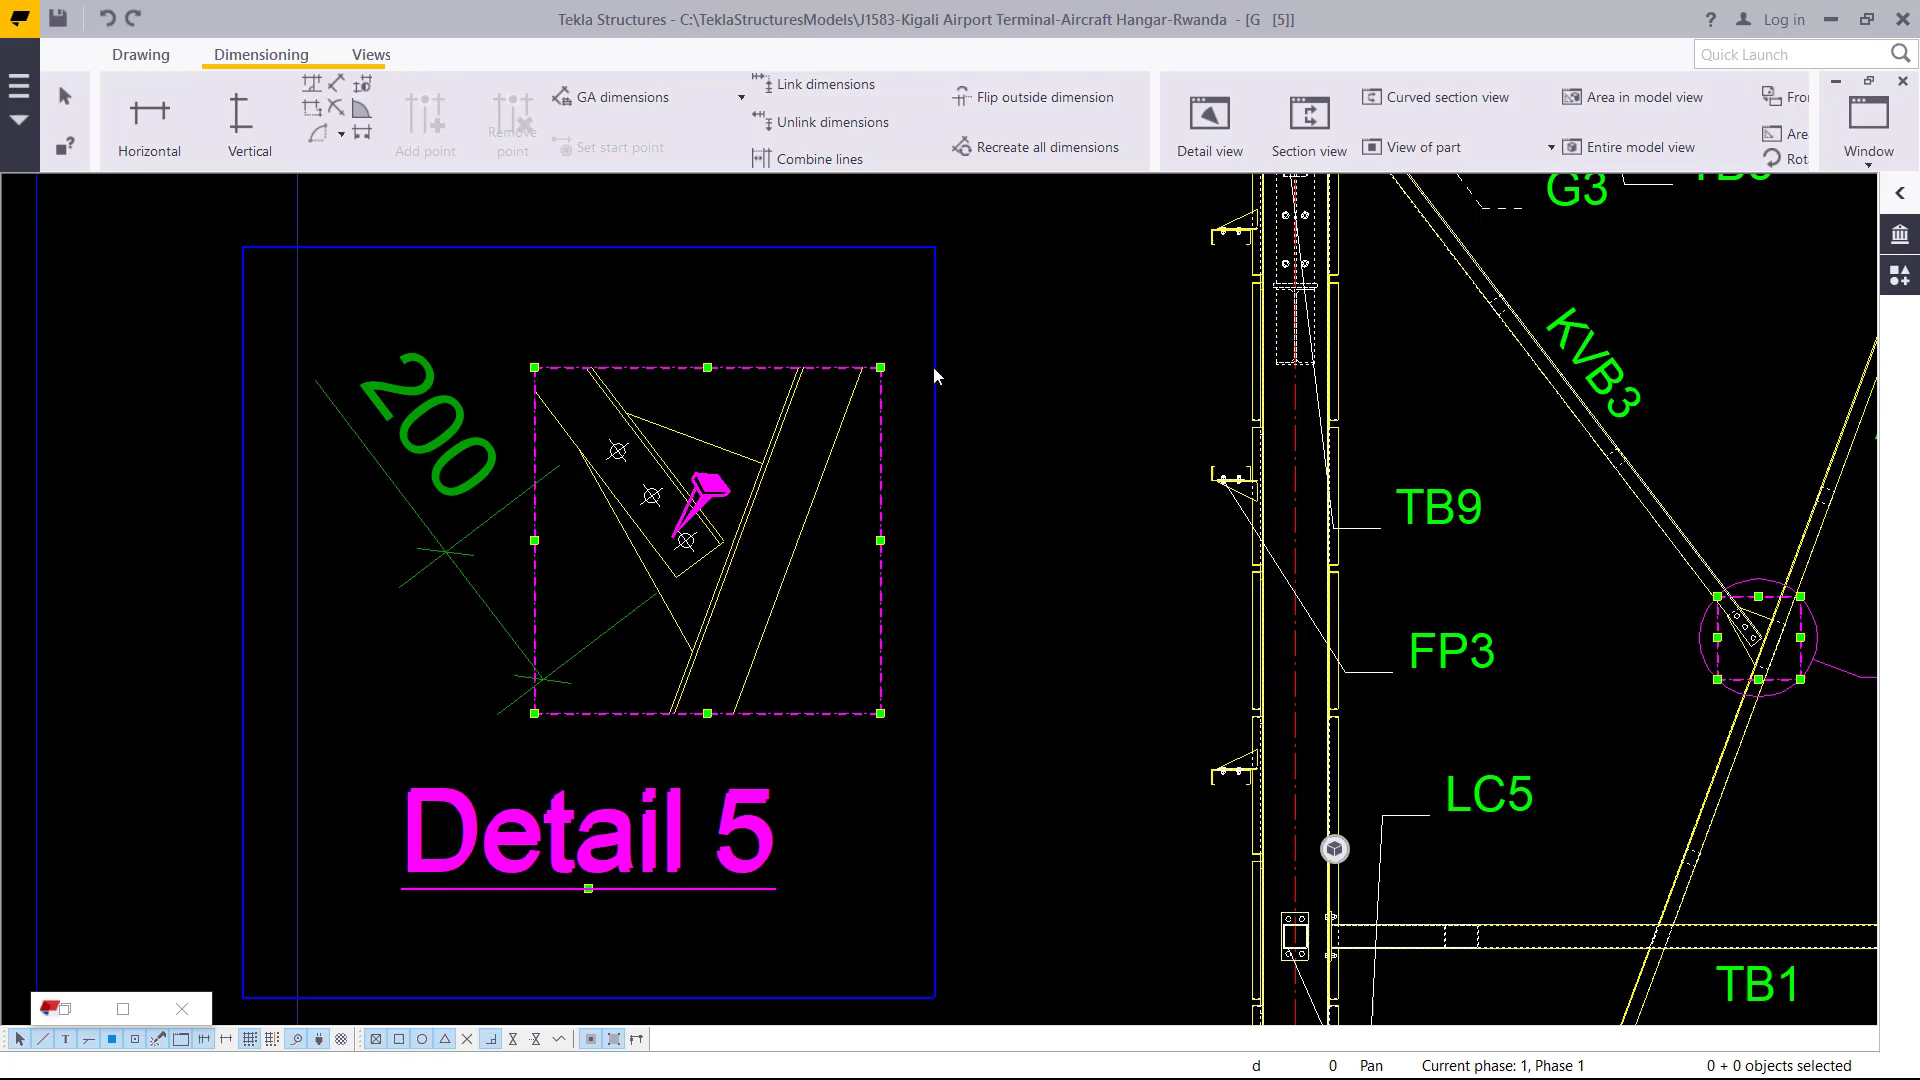 Tekla Structures - C:\TeklaStructuresModels\J1583-Kigali Airport Terminal-Aircraft Hangar-Rwanda - [G [5]]
? Log in
Drawing Dimensioning Views
Quick Launch
Horizontal
Vertical
Add point
Remove point
GA dimensions
Set start point
Link dimensions
Unlink dimensions
Combine lines
Flip outside dimension
Recreate all dimensions
Detail view
Section view
Curved section view
View of part
Area in model view
Entire model view
Fro
Are
Rot
Window
G3
200
KVB3
TB9
FP3
LC5
Detail 5
TB1
d 0 Pan Current phase: 1, Phase 1 0 + 0 objects selected